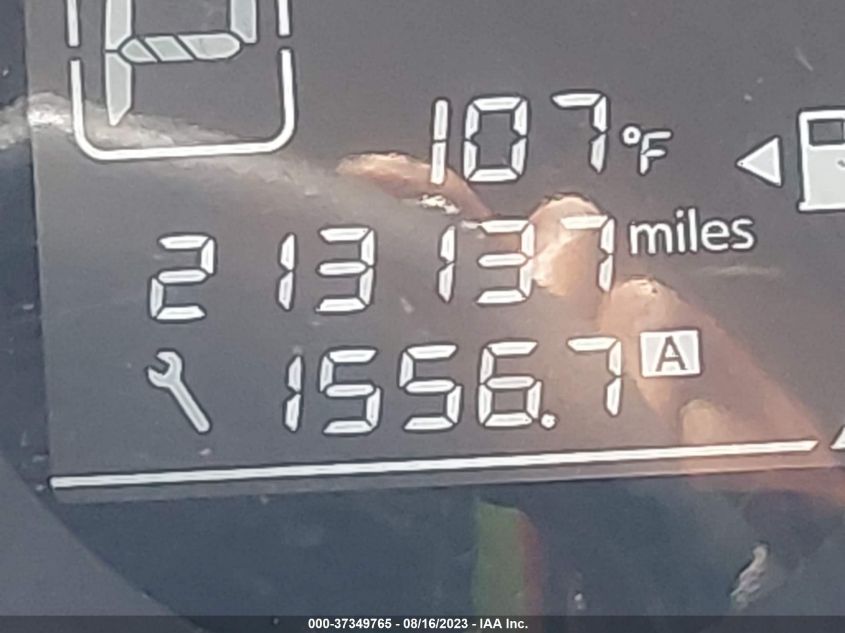 P
107°F
213137 miles
1556.7 A
000-37349765 - 08/16/2023 - IAA Inc.